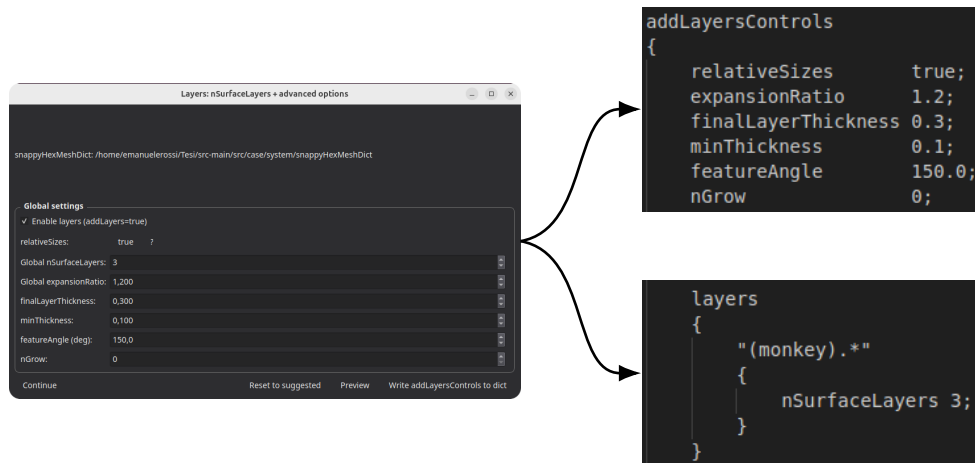 Layers: nSurfaceLayers + advanced options
snappyHexMeshDict: /home/emanuelerossi/Tesi/src-main/src/case/system/snappyHexMeshDict
Global settings
✓ Enable layers (addLayers=true)
relativeSizes: true ?
Global nSurfaceLayers: 3
Global expansionRatio: 1,200
finalLayerThickness: 0,300
minThickness: 0,100
featureAngle (deg): 150,0
nGrow: 0
Continue Reset to suggested Preview Write addLayersControls to dict
addLayersControls
{
relativeSizes true;
expansionRatio 1.2;
finalLayerThickness 0.3;
minThickness 0.1;
featureAngle 150.0;
nGrow 0;
layers
{
"(monkey).*"
{
nSurfaceLayers 3;
}
}